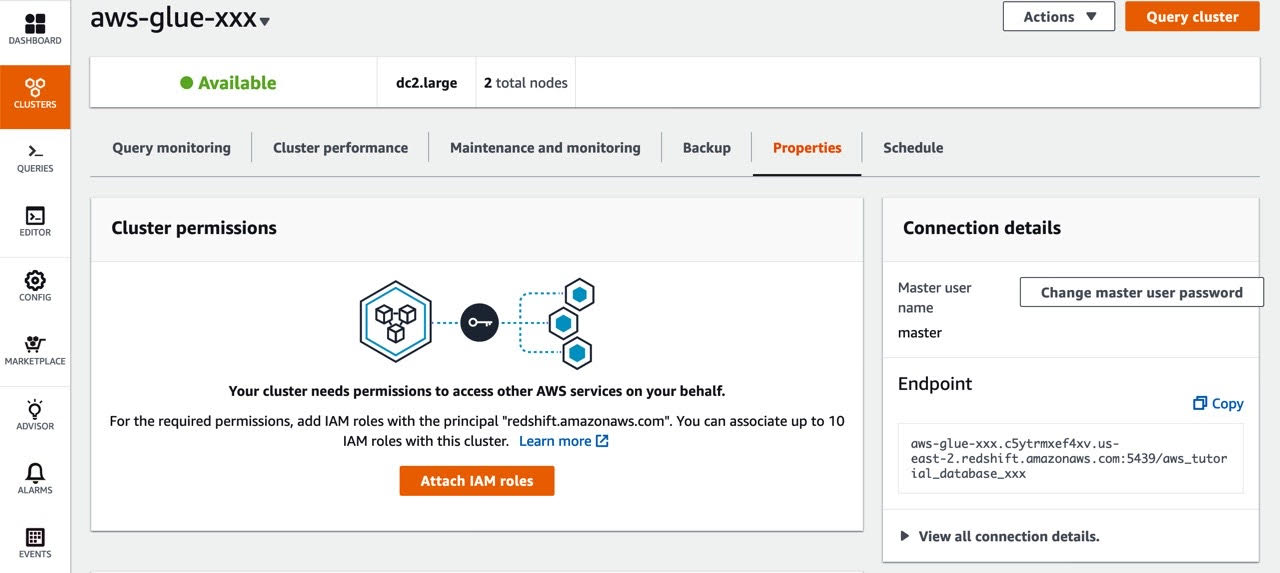 aws-glue-xxx
Actions
Query cluster
DASHBOARD
CLUSTERS
QUERIES
EDITOR
CONFIG
MARKETPLACE
ADVISOR
ALARMS
EVENTS
Available
dc2.large
2 total nodes
Query monitoring
Cluster performance
Maintenance and monitoring
Backup
Properties
Schedule
Cluster permissions
Your cluster needs permissions to access other AWS services on your behalf.
For the required permissions, add IAM roles with the principal "redshift.amazonaws.com". You can associate up to 10
IAM roles with this cluster. Learn more
Attach IAM roles
Connection details
Master user
name
Change master user password
master
Endpoint
Copy
aws-glue-xxx.c5ytrmxef4xv.us-
east-2.redshift.amazonaws.com:5439/aws_tutor
ial_database_xxx
View all connection details.